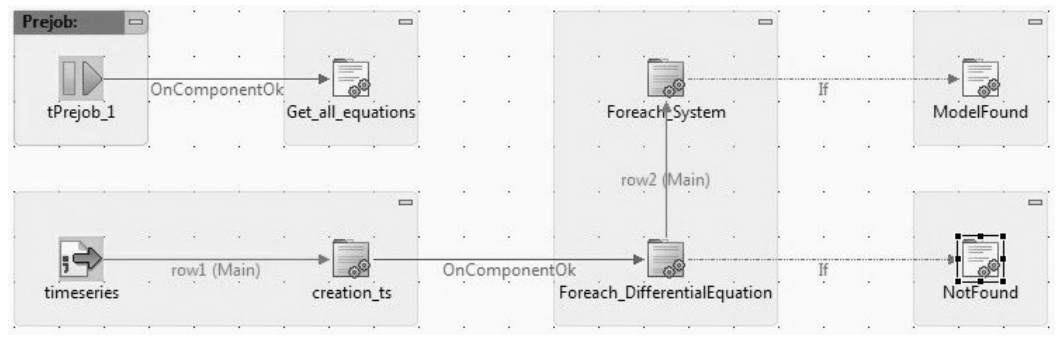 Prejob:
OnComponentOk
If
tPrejob_1
Get_all_equations
Foreach_System
ModelFound
row2 (Main)
row1 (Main)
OnComponentOk
If
timeseries
creation_ts
Foreach_DifferentialEquation
NotFound